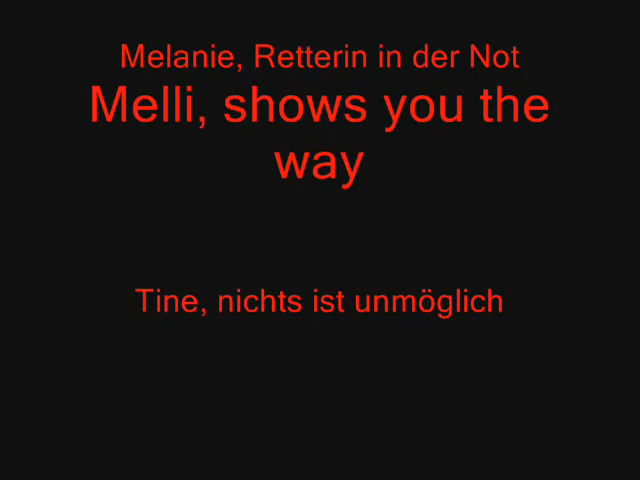 Melanie, Retterin in der Not
Melli, shows you the
way
Tine, nichts ist unmöglich